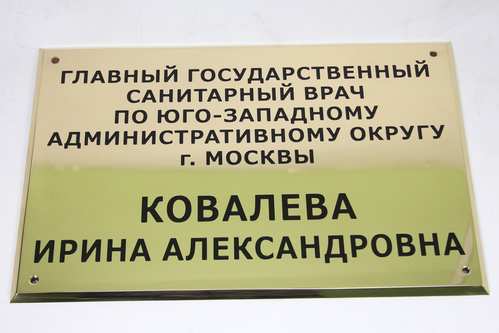 ГЛАВНЫЙ ГОСУДАРСТВЕННЫЙ
САНИТАРНЫЙ ВРАЧ
ПО ЮГО-ЗАПАДНОМУ
АДМИНИСТРАТИВНОМУ ОКРУГУ
г. МОСКВЫ
КОВАЛЕВА
ИРИНА АЛЕКСАНДРОВНА